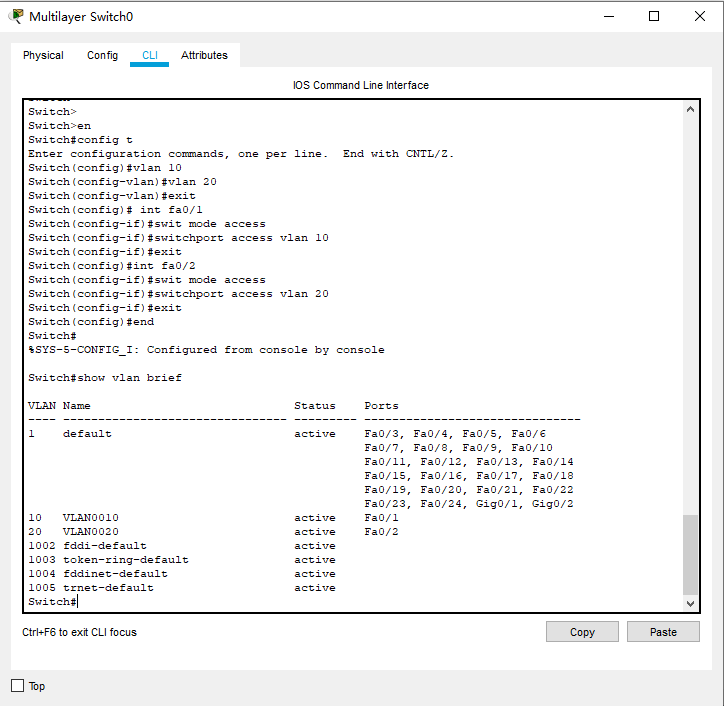 Multilayer Switch0
Physical Config CLI Attributes
IOS Command Line Interface
Switch>
Switch>en
Switch#config t
Enter configuration commands, one per line.  End with CNTL/Z.
Switch(config)#vlan 10
Switch(config-vlan)#vlan 20
Switch(config-vlan)#exit
Switch(config)# int fa0/1
Switch(config-if)#swit mode access
Switch(config-if)#switchport access vlan 10
Switch(config-if)#exit
Switch(config)#int fa0/2
Switch(config-if)#swit mode access
Switch(config-if)#switchport access vlan 20
Switch(config-if)#exit
Switch(config)#end
Switch#
%SYS-5-CONFIG_I: Configured from console by console
Switch#show vlan brief
VLAN Name                             Status    Ports
---- -------------------------------- --------- -------------------------------
1    default                          active    Fa0/3, Fa0/4, Fa0/5, Fa0/6
                                                Fa0/7, Fa0/8, Fa0/9, Fa0/10
                                                Fa0/11, Fa0/12, Fa0/13, Fa0/14
                                                Fa0/15, Fa0/16, Fa0/17, Fa0/18
                                                Fa0/19, Fa0/20, Fa0/21, Fa0/22
                                                Fa0/23, Fa0/24, Gig0/1, Gig0/2
10   VLAN0010                         active    Fa0/1
20   VLAN0020                         active    Fa0/2
1002 fddi-default                     active
1003 token-ring-default               active
1004 fddinet-default                  active
1005 trnet-default                    active
Switch#
Ctrl+F6 to exit CLI focus
Copy Paste
Top